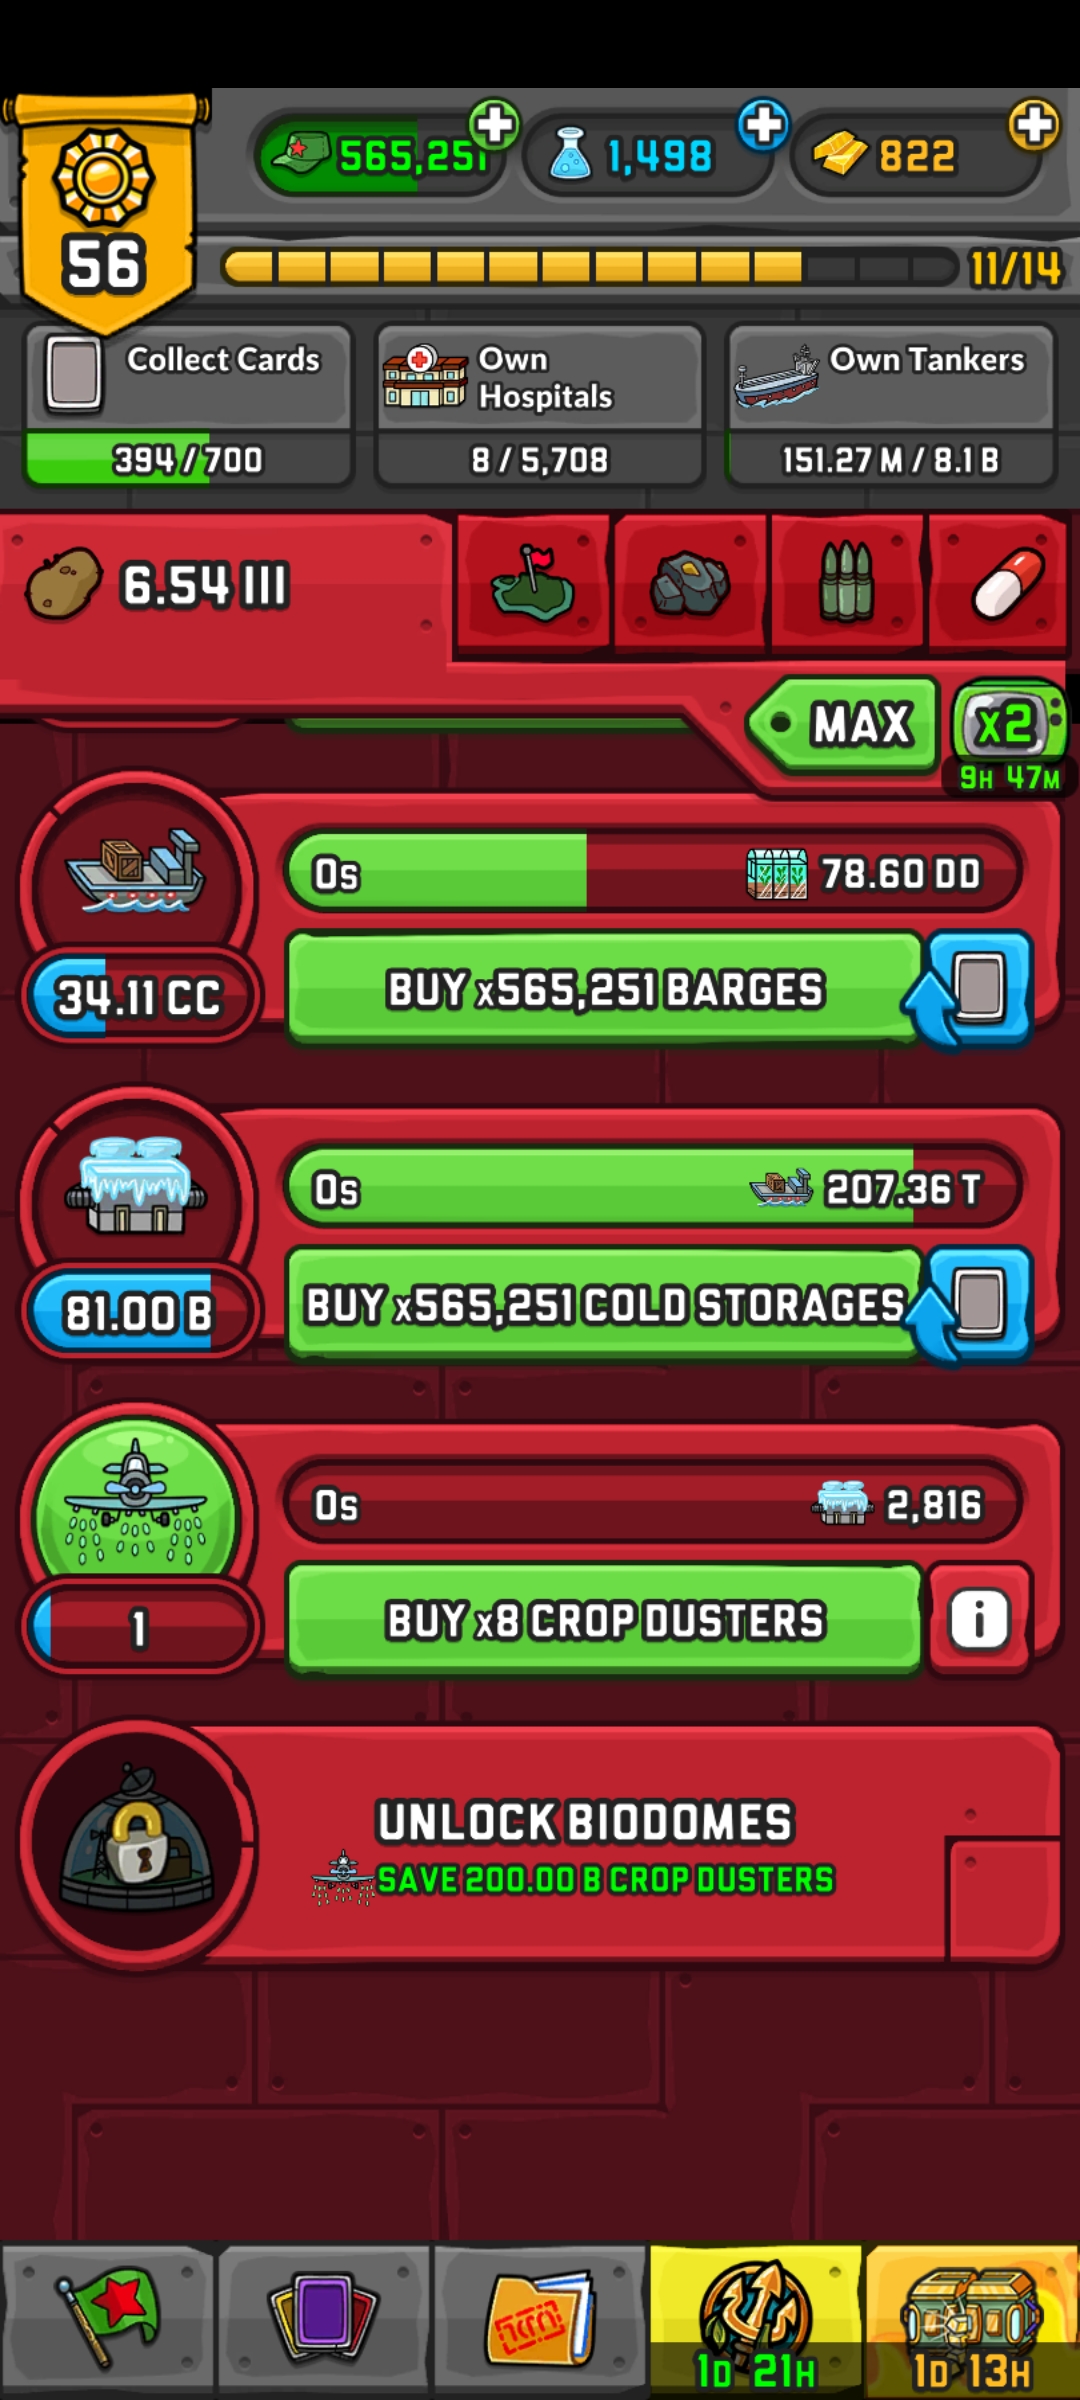 565,251
1,498
822
56
11/14
Collect Cards
394/700
Own
Hospitals
8/5,708
Own Tankers
151.27 M/8.1 B
6.54 III
MAX
x2
9H 47M
0s
78.60 DD
34.11 CC
BUY x565,251 BARGES
0s
207.36 T
81.00 B
BUY x565,251 COLD STORAGES
0s
2,816
1
BUY x8 CROP DUSTERS
i
UNLOCK BIODOMES
SAVE 200.00 B CROP DUSTERS
1D 21H
1D 13H